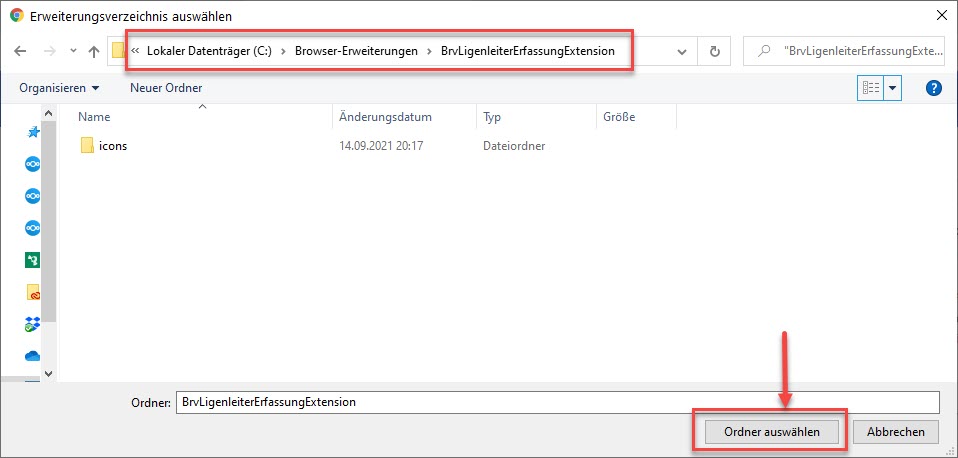 Erweiterungsverzeichnis auswählen
« Lokaler Datenträger (C:) › Browser-Erweiterungen › BrvLigenleiterErfassungExtension
"BrvLigenleiterErfassungExte...
Organisieren
Neuer Ordner
?
Name Änderungsdatum Typ Größe
icons 14.09.2021 20:17 Dateiordner
Ordner: BrvLigenleiterErfassungExtension
Ordner auswählen Abbrechen